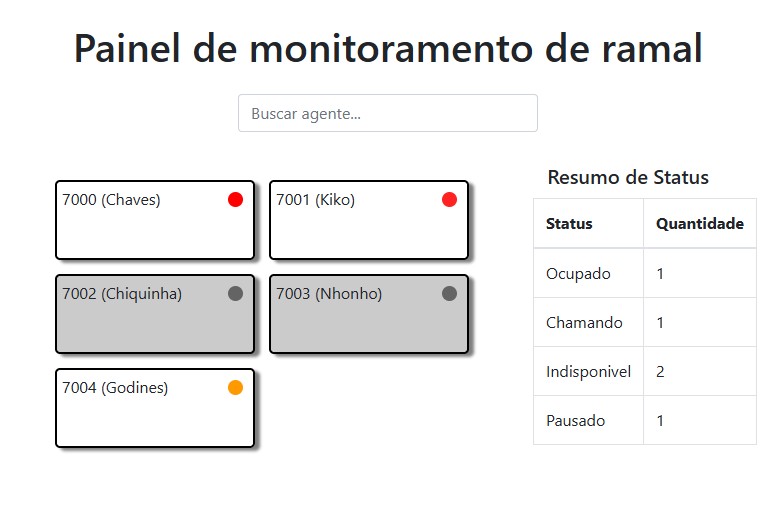 Painel de monitoramento de ramal
Buscar agente...
7000 (Chaves)
7001 (Kiko)
7002 (Chiquinha)
7003 (Nhonho)
7004 (Godines)
Resumo de Status
Status Quantidade
Ocupado 1
Chamando 1
Indisponivel 2
Pausado 1